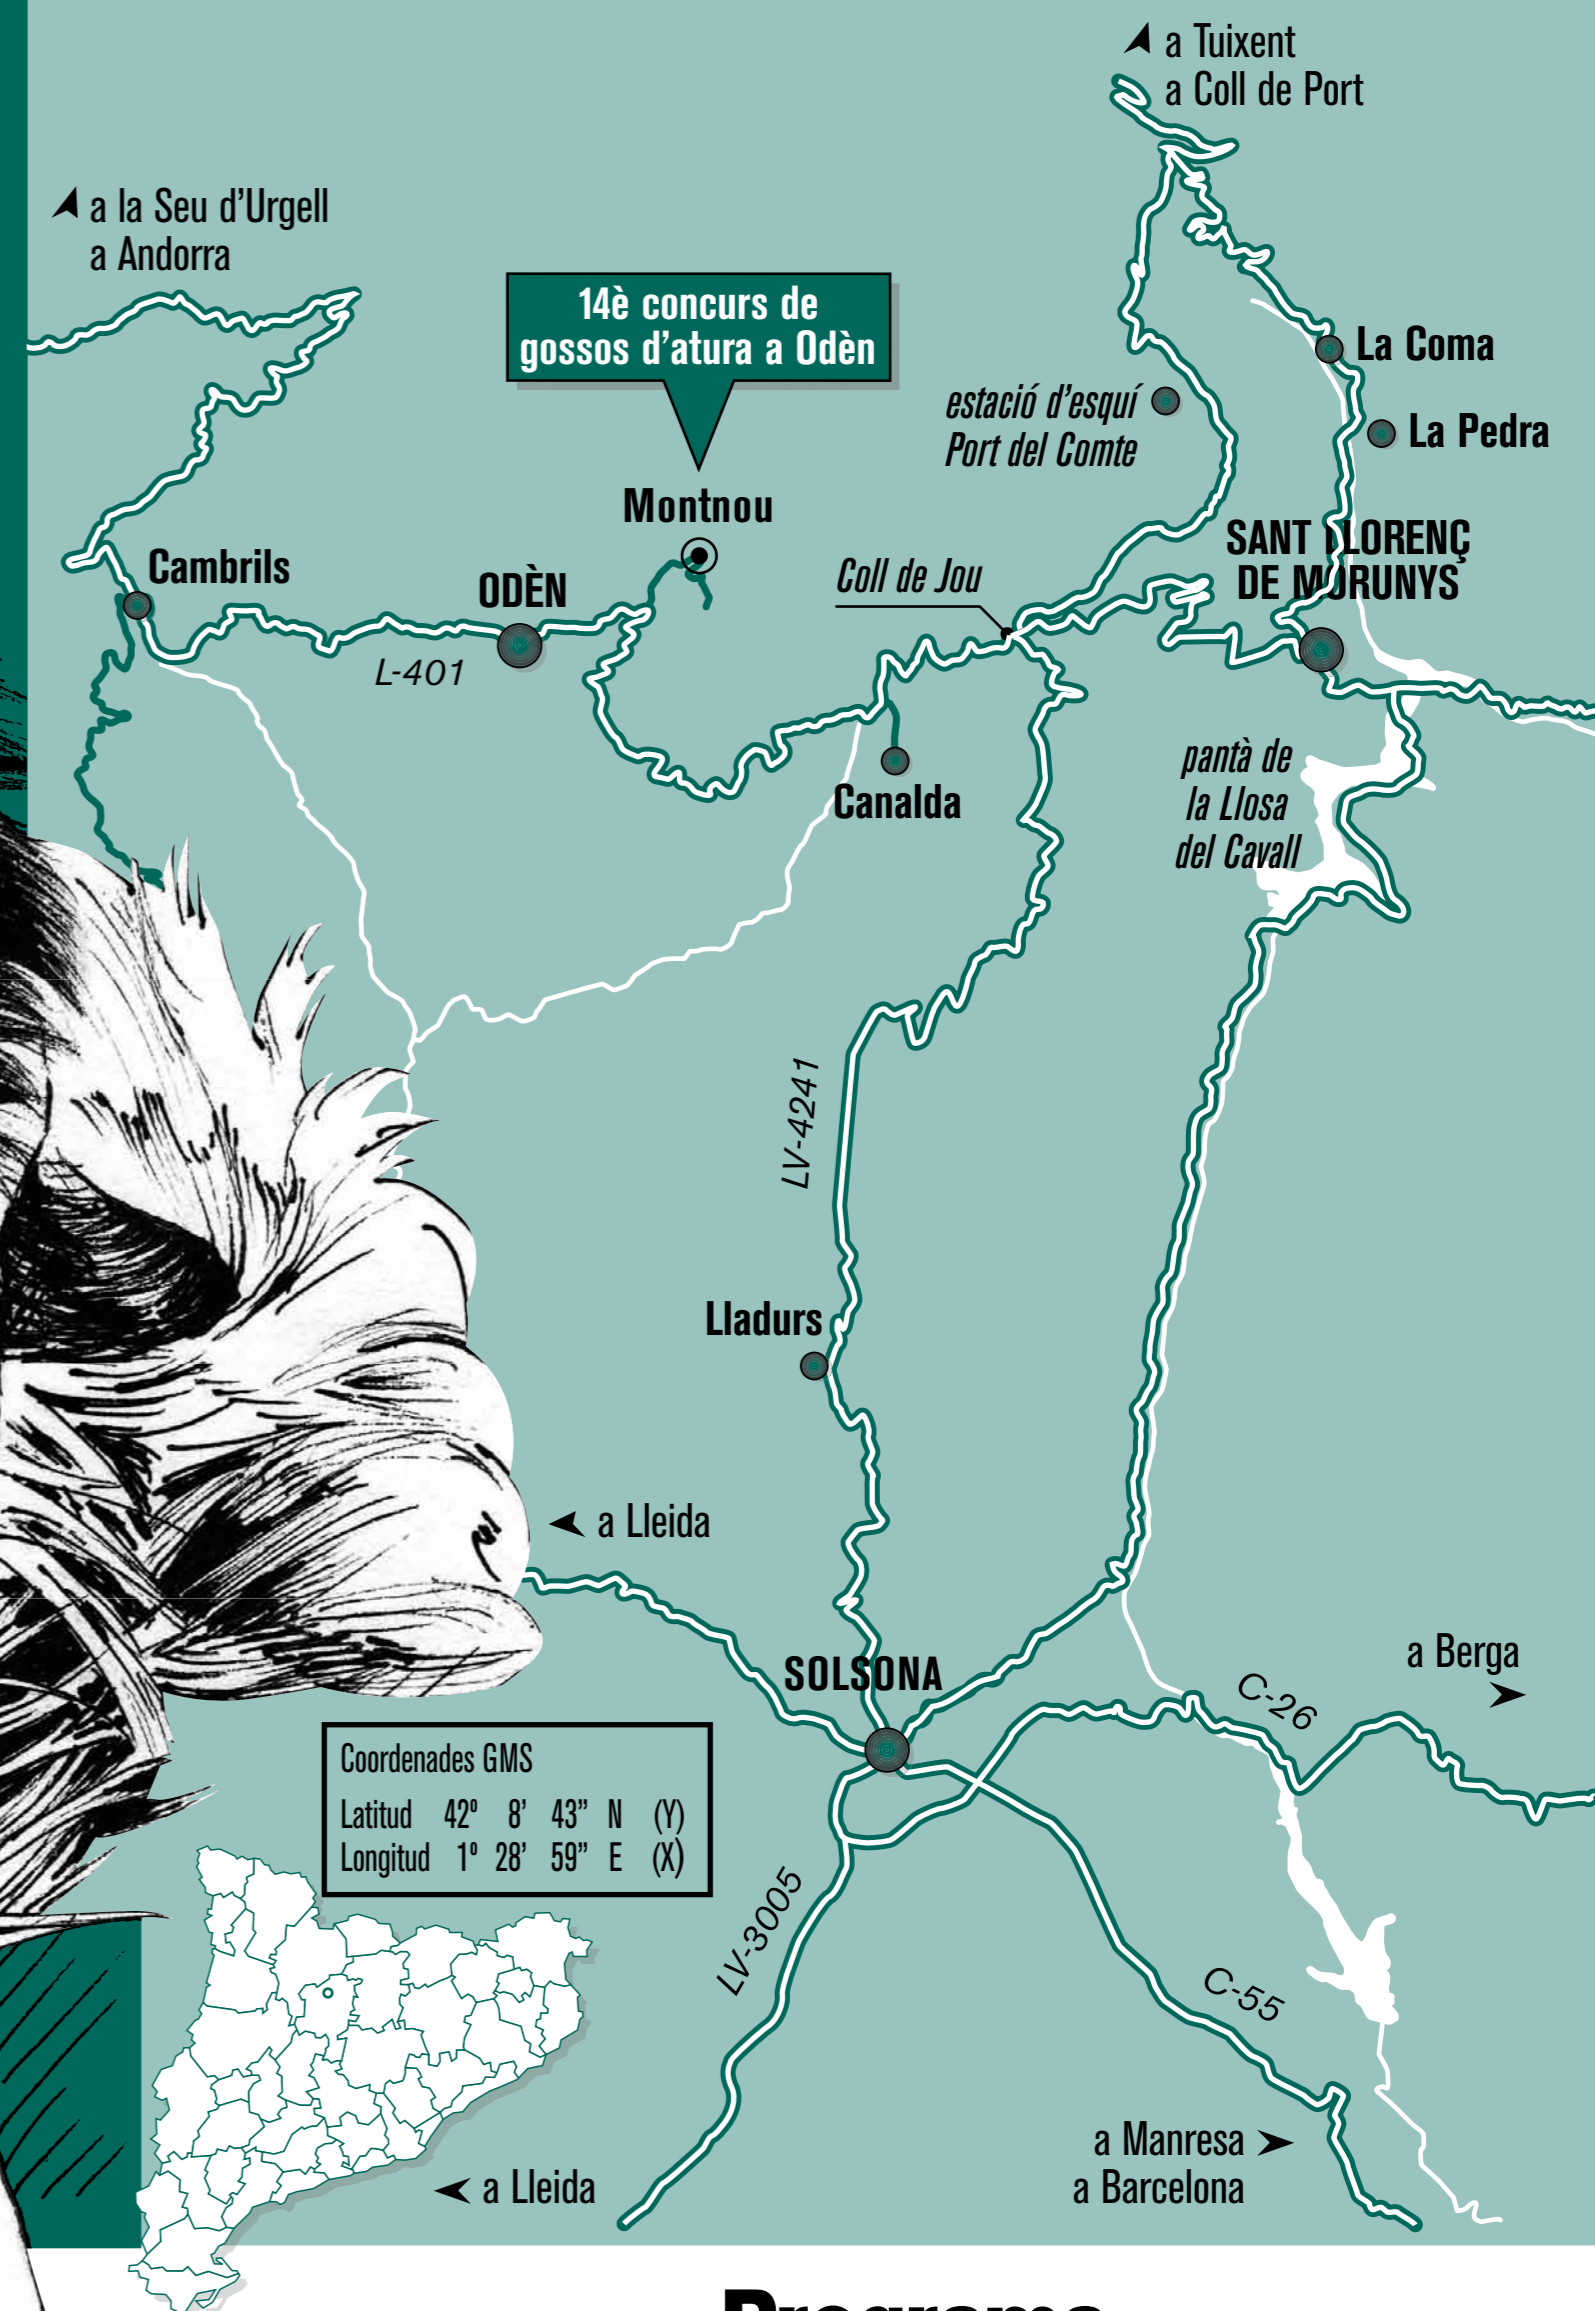 a Tuixent
a Coll de Port
a la Seu d’Urgell
a Andorra
14è concurs de
gossos d’atura a Odèn
La Coma
estació d’esquí
Port del Comte
La Pedra
Montnou
SANT LLORENÇ
DE MORUNYS
Cambrils
ODÈN
Coll de Jou
L-401
pantà de
la Llosa
del Cavall
Canalda
LV-4241
Lladurs
a Lleida
SOLSONA
a Berga
C-26
Coordenades GMS
Latitud 42º 8’ 43” N (Y)
Longitud 1º 28’ 59” E (X)
LV-3005
C-55
a Manresa
a Barcelona
a Lleida
Programa